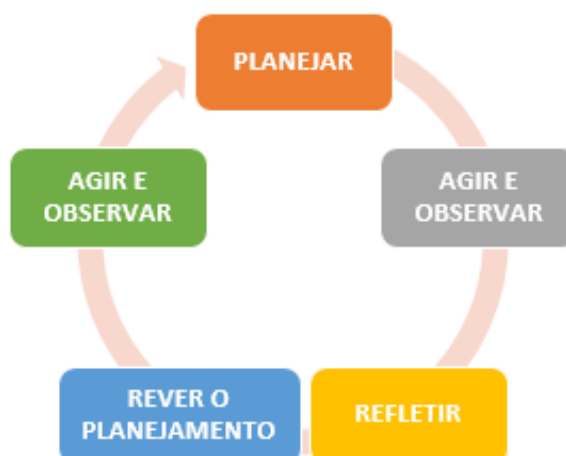 PLANEJAR
AGIR E
OBSERVAR
REFLETIR
REVER O
PLANEJAMENTO
AGIR E
OBSERVAR